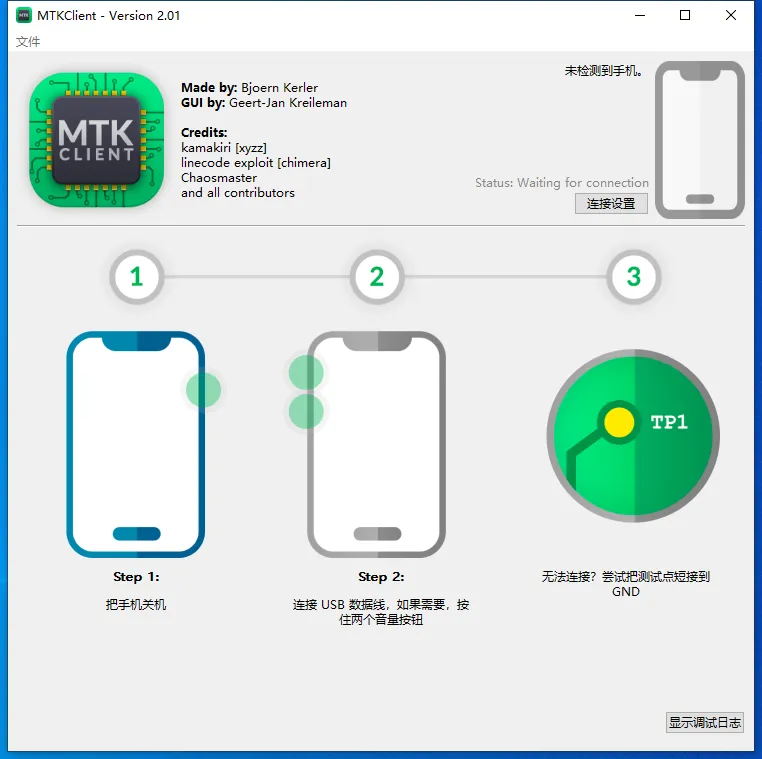 MTKClient - Version 2.01
文件
MTK
CLIENT
Made by: Bjoern Kerler
GUI by: Geert-Jan Kreileman
Credits:
kamakiri [xyzz]
linecode exploit [chimera]
Chaosmaster
and all contributors
未检测到手机。
Status: Waiting for connection
连接设置
1
2
3
TP1
Step 1:
把手机关机
Step 2:
连接 USB 数据线，如果需要，按
住两个音量按钮
无法连接？尝试把测试点短接到
GND
显示调试日志